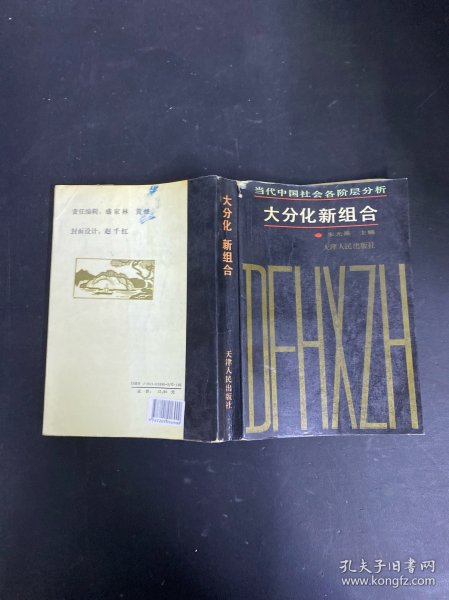 当代中国社会各阶层分析
大分化新组合
主编
天津人民出版社
DFHXZH
大分化 新组合
天津人民出版社
责任编辑：盛家林
封面设计：赵千红
孔夫子旧书网
www.kongfz.com